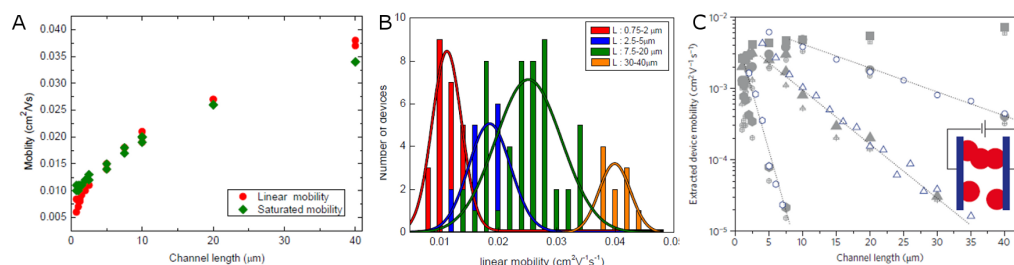 A
Mobility (cm²/Vs)
0.040
0.035
0.030
0.025
0.020
0.015
0.010
0.005
Linear mobility
Saturated mobility
0 10 20 30 40
Channel length (μm)
B
Number of devices
10
8
6
4
2
0
L : 0.75-2 μm
L : 2.5-5μm
L : 7.5-20 μm
L : 30-40μm
0.01 0.02 0.03 0.04 0.0
linear mobility (cm²V⁻¹s⁻¹)
C
Extracted device mobility (cm²V⁻¹s⁻¹)
10⁻²
10⁻³
10⁻⁴
10⁻⁵
0 5 10 15 20 25 30 35 40
Channel length (μm)